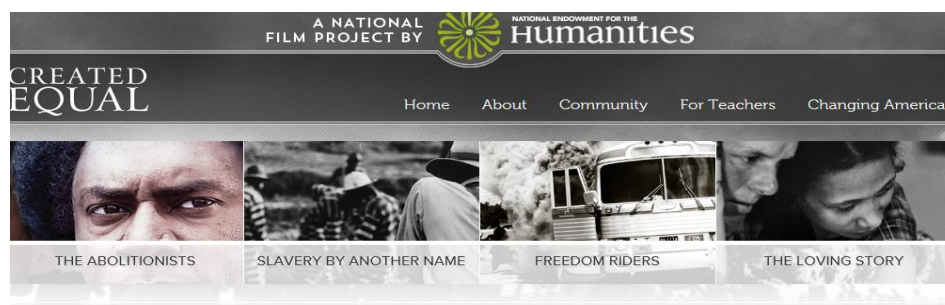 A NATIONAL
FILM PROJECT BY
NATIONAL ENDOWMENT FOR THE
Humanities
CREATED
EQUAL
Home About Community For Teachers Changing America
THE ABOLITIONISTS SLAVERY BY ANOTHER NAME FREEDOM RIDERS THE LOVING STORY